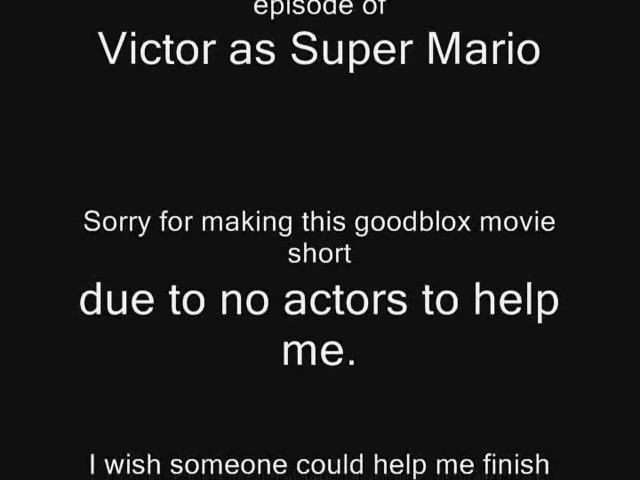 episode of
Victor as Super Mario
Sorry for making this goodblox movie
short
due to no actors to help
me.
I wish someone could help me finish